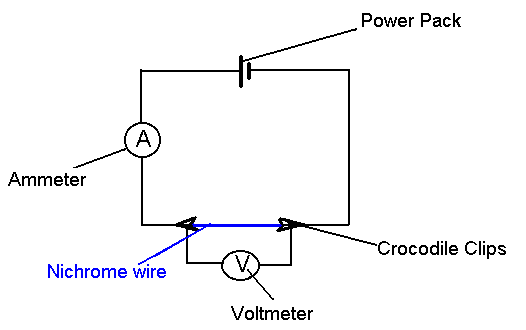 Power Pack
A
Ammeter
Crocodile Clips
Nichrome wire
V
Voltmeter